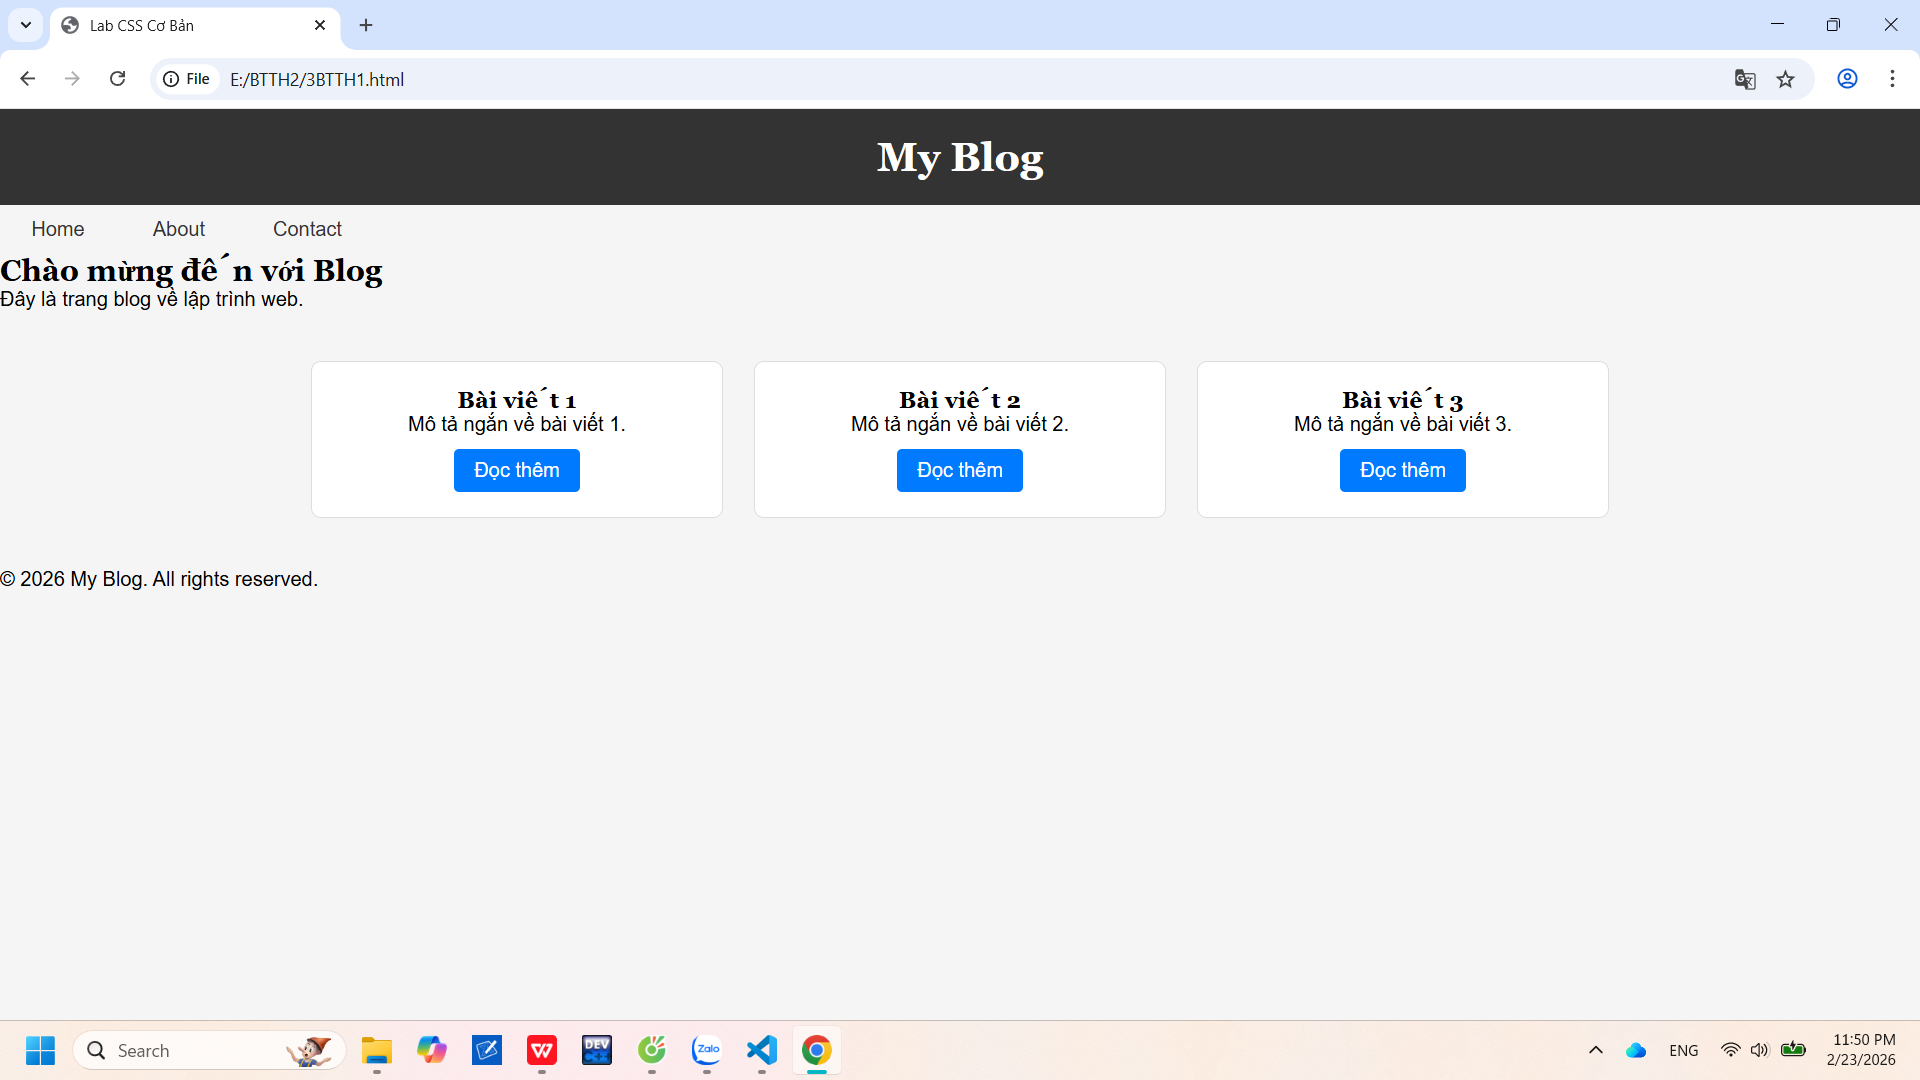 Lab CSS Cơ Bản
File E:/BTTH2/3BTTH1.html
My Blog
Home About Contact
Chào mừng đến với Blog
Đây là trang blog về lập trình web.
Bài viết 1 Bài viết 2 Bài viết 3
Mô tả ngắn về bài viết 1. Mô tả ngắn về bài viết 2. Mô tả ngắn về bài viết 3.
Đọc thêm Đọc thêm Đọc thêm
© 2026 My Blog. All rights reserved.
Search
DEV
C++
Zalo
ENG
11:50 PM
2/23/2026